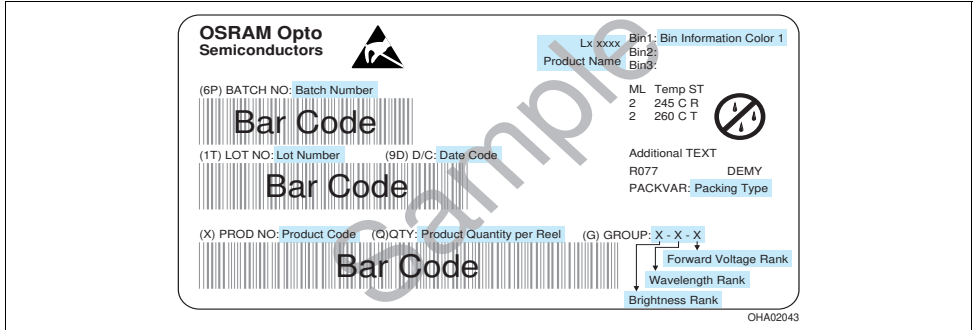 OSRAM Opto
Semiconductors
Lx xxxx
Product Name
Bin1: Bin Information Color 1
Bin2:
Bin3:
(6P) BATCH NO: Batch Number
Bar Code
ML Temp ST
2 245 C R
2 260 C T
(1T) LOT NO: Lot Number (9D) D/C: Date Code
Bar Code
Additional TEXT
R077 DEMY
PACKVAR: Packing Type
(X) PROD NO: Product Code (Q)QTY: Product Quantity per Reel (G) GROUP: X - X - X
Bar Code
Forward Voltage Rank
Wavelength Rank
Brightness Rank
Sample
OHA02043